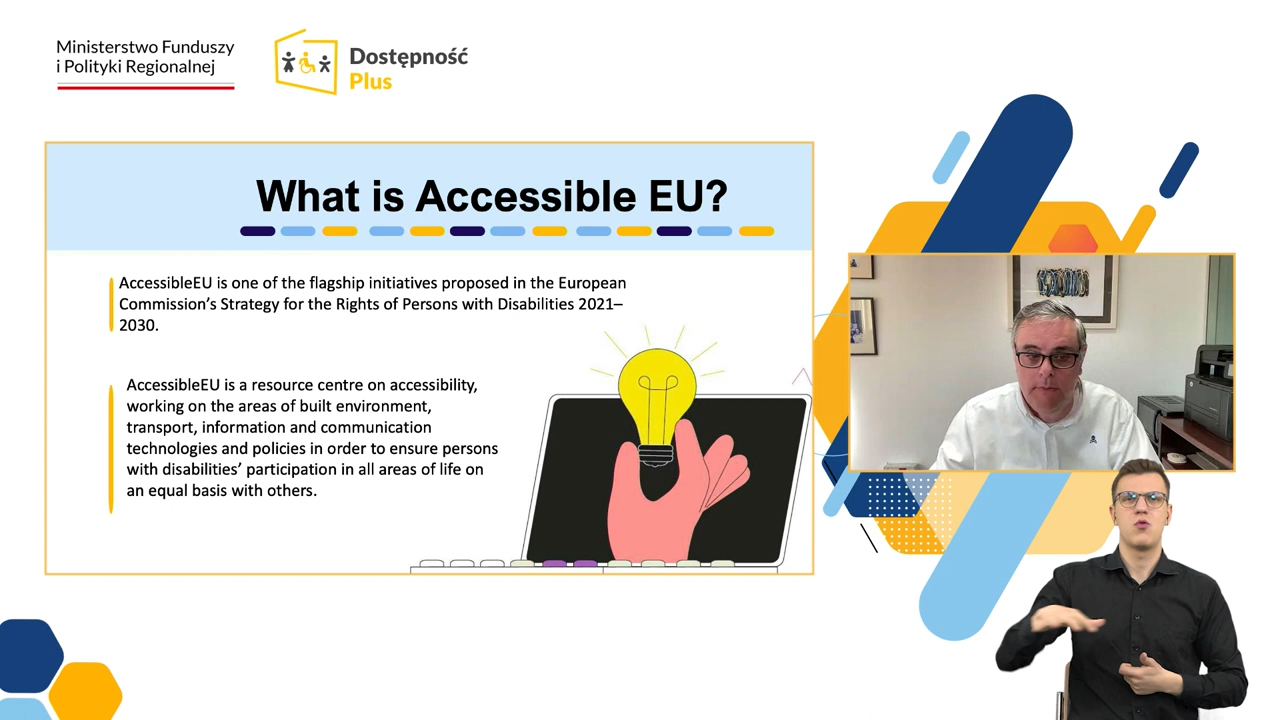 Ministerstwo Funduszy
i Polityki Regionalnej
Dostępność
Plus
What is Accessible EU?
AccessibleEU is one of the flagship initiatives proposed in the European
Commission’s Strategy for the Rights of Persons with Disabilities 2021–
2030.
AccessibleEU is a resource centre on accessibility,
working on the areas of built environment,
transport, information and communication
technologies and policies in order to ensure persons
with disabilities’ participation in all areas of life on
an equal basis with others.